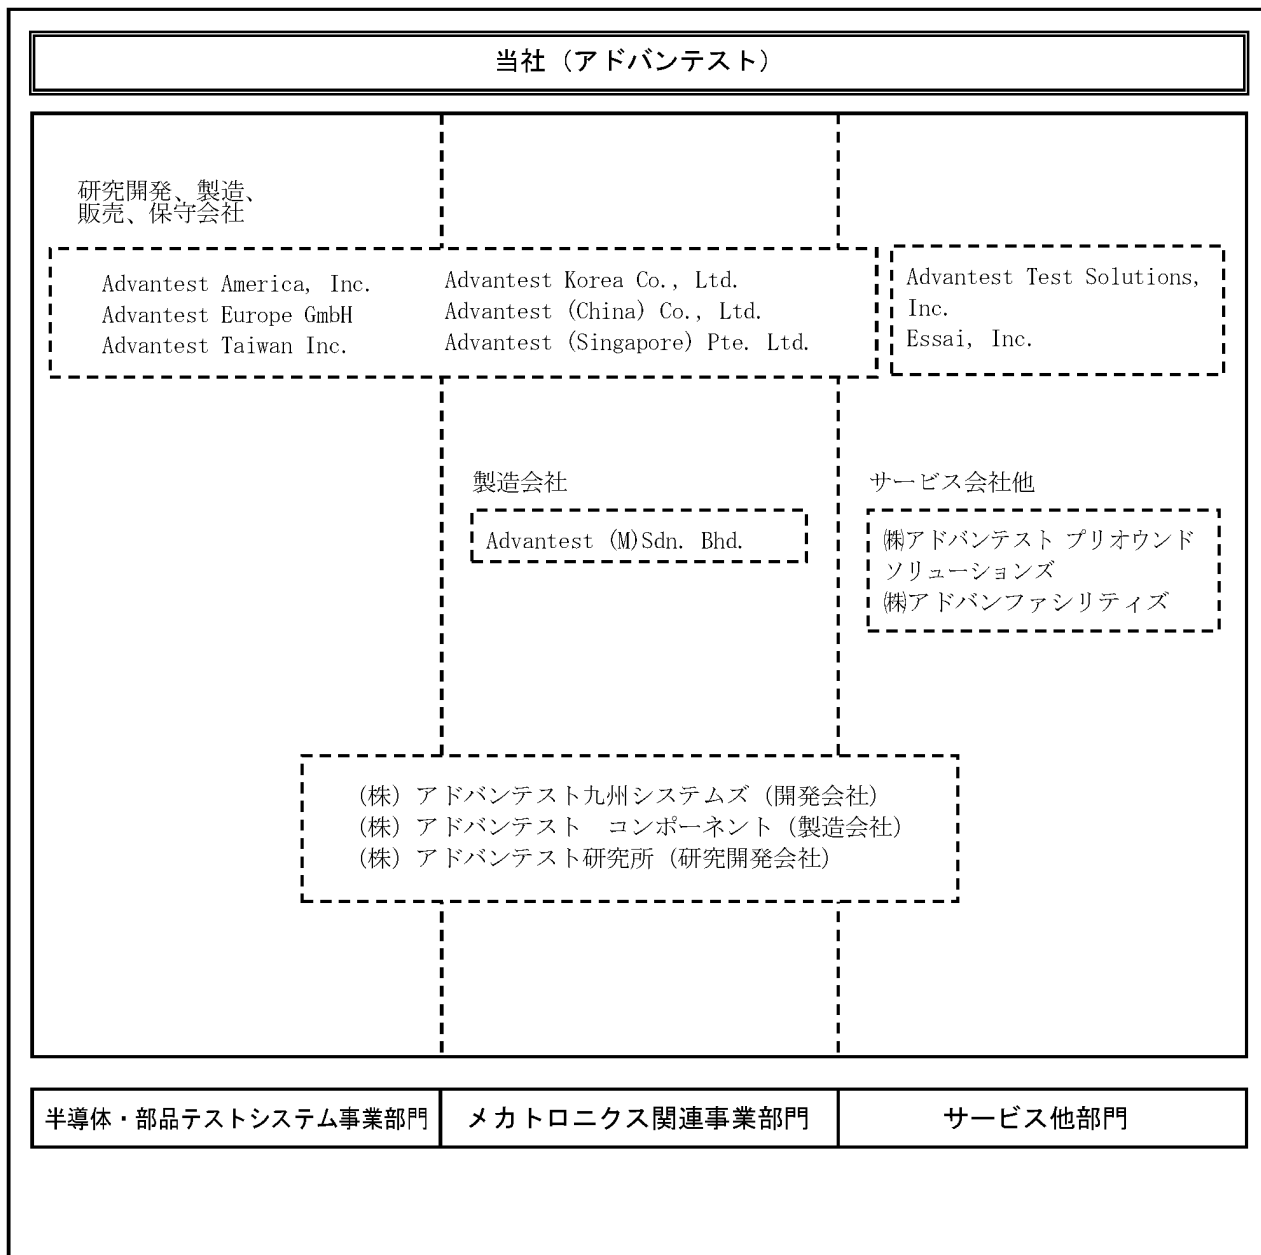 当社（アドバンテスト）
研究開発、製造、
販売、保守会社
Advantest America, Inc.
Advantest Europe GmbH
Advantest Taiwan Inc.
Advantest Korea Co., Ltd.
Advantest (China) Co., Ltd.
Advantest (Singapore) Pte. Ltd.
Advantest Test Solutions,
Inc.
Essai, Inc.
製造会社
Advantest (M)Sdn. Bhd.
サービス会社他
㈱アドバンテスト プリオウンド
ソリューションズ
㈱アドバンファシリティズ
（株）アドバンテスト九州システムズ（開発会社）
（株）アドバンテスト　コンポーネント（製造会社）
（株）アドバンテスト研究所（研究開発会社）
半導体・部品テストシステム事業部門
メカトロニクス関連事業部門
サービス他部門